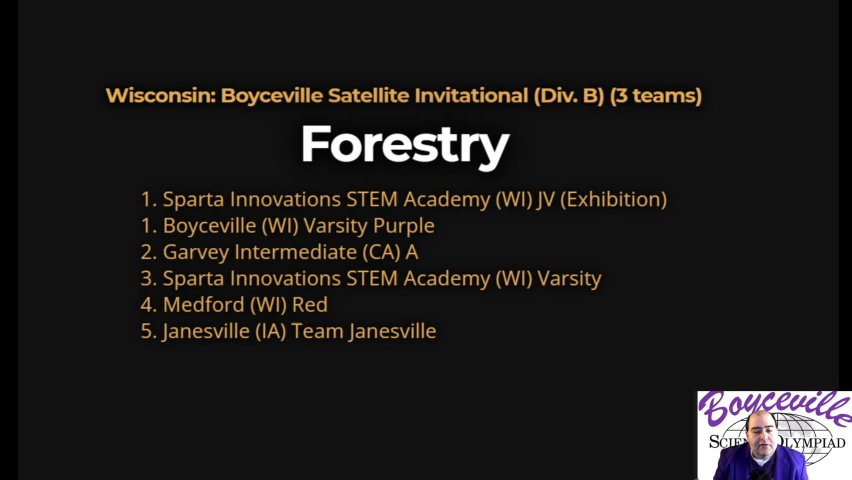 Wisconsin: Boyceville Satellite Invitational (Div. B) (3 teams)
Forestry
1. Sparta Innovations STEM Academy (WI) JV (Exhibition)
1. Boyceville (WI) Varsity Purple
2. Garvey Intermediate (CA) A
3. Sparta Innovations STEM Academy (WI) Varsity
4. Medford (WI) Red
5. Janesville (IA) Team Janesville
Boyceville